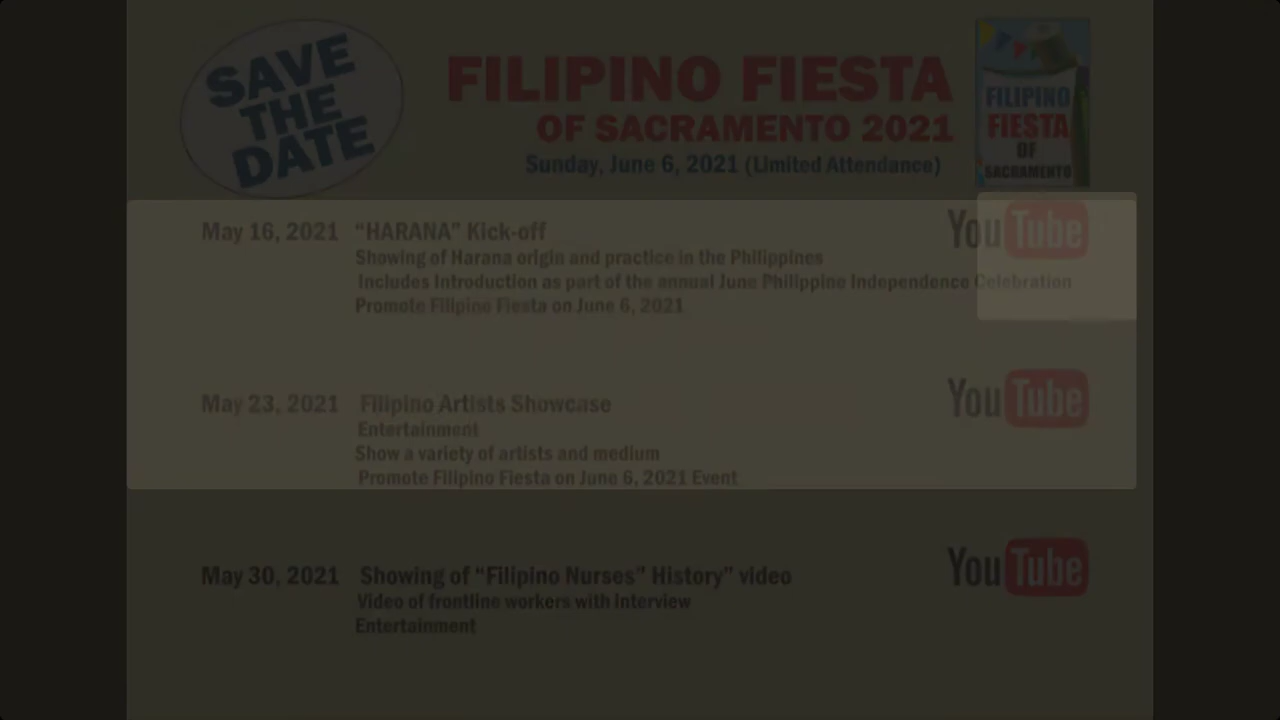 SAVE
THE
DATE
FILIPINO FIESTA
OF SACRAMENTO 2021
Sunday, June 6, 2021 (Limited Attendance)
FILIPINO
FIESTA
OF
SACRAMENTO
May 16, 2021 “HARANA” Kick-off
YouTube
Showing of Harana origin and practice in the Philippines
Includes Introduction as part of the annual June Philippine Independence Celebration
Promote Filipino Fiesta on June 6, 2021
May 23, 2021 Filipino Artists Showcase
YouTube
Entertainment
Show a variety of artists and medium
Promote Filipino Fiesta on June 6, 2021 Event
May 30, 2021 Showing of “Filipino Nurses” History” video
YouTube
Video of frontline workers with Interview
Entertainment